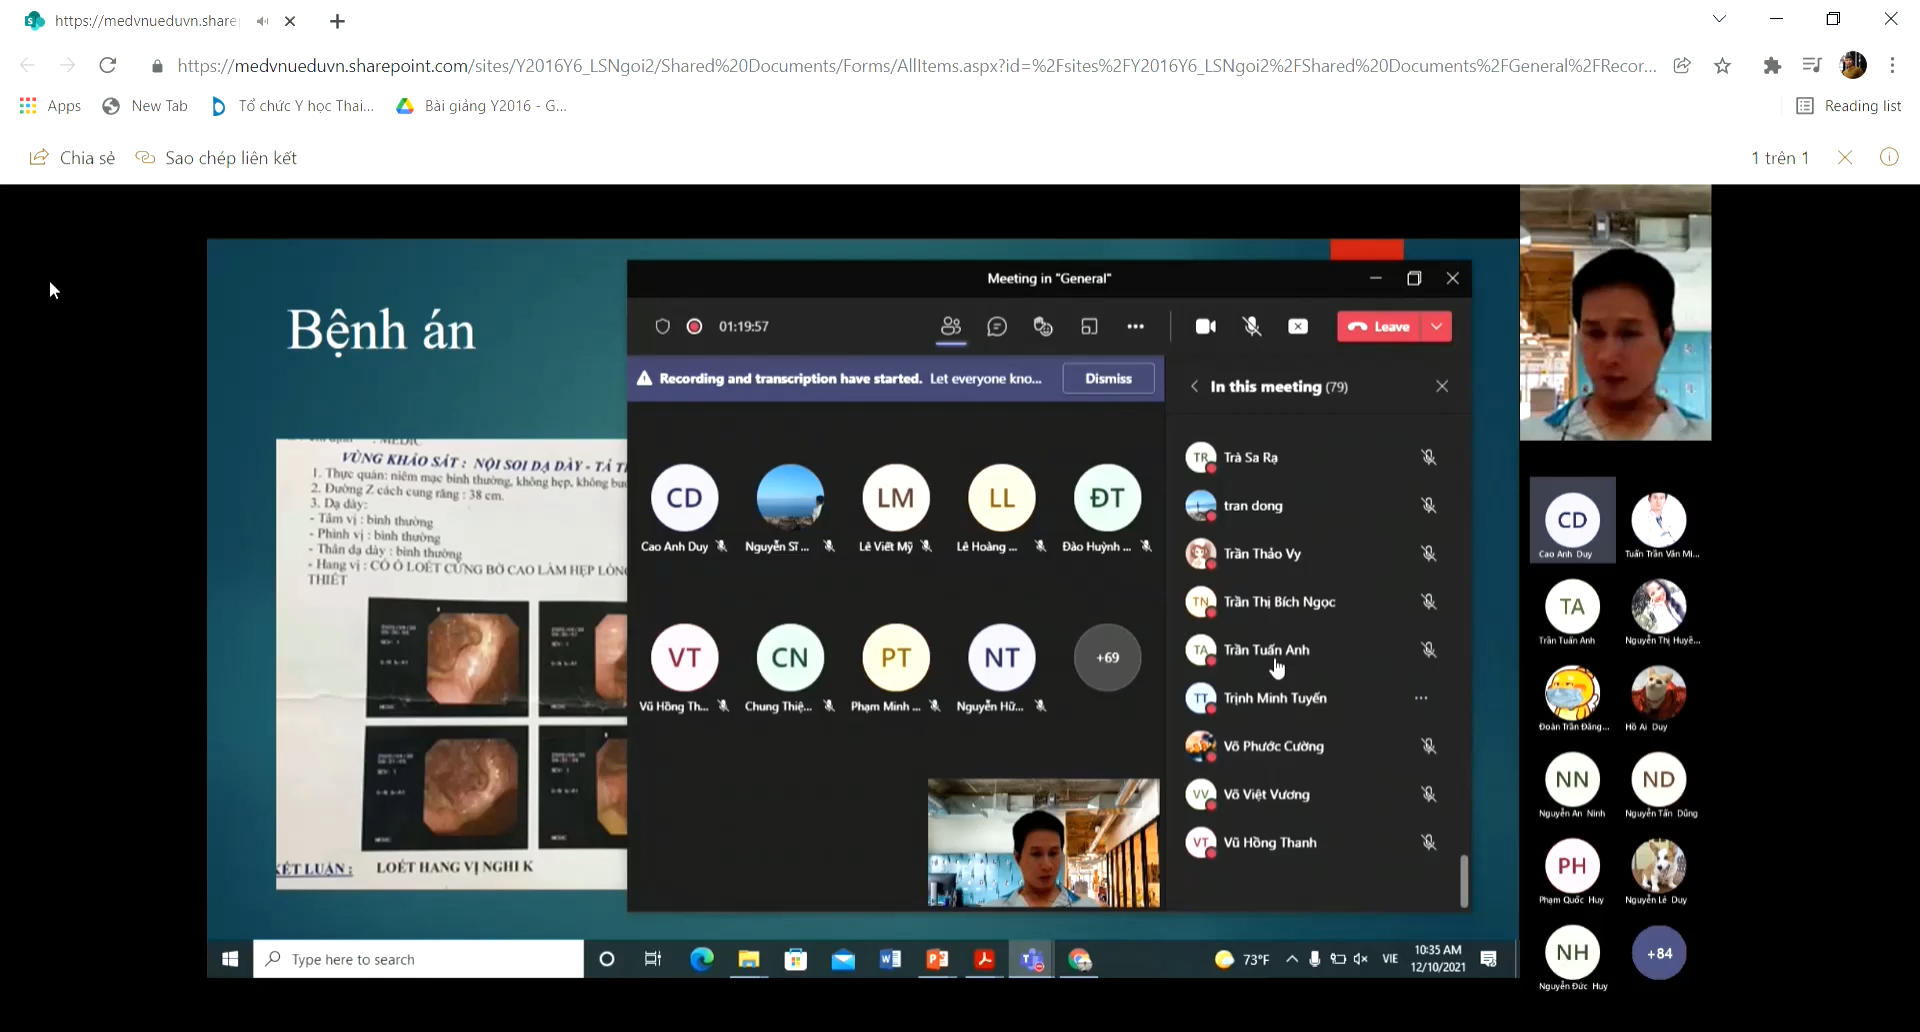 https://medvnueduvn.share
https://medvnueduvn.sharepoint.com/sites/Y2016Y6_LSNgoi2/Shared%20Documents/Forms/AllItems.aspx?id=%2Fsites%2FY2016Y6_LSNgoi2%2FShared%20Documents%2FGeneral%2FRecor...
Apps New Tab Tổ chức Y học Thai... Bài giảng Y2016 - G... Reading list
Chia sẻ Sao chép liên kết 1 trên 1
Bệnh án
: MEDIC
VÙNG KHẢO SÁT : NỘI SOI DẠ DÀY - TÁ
1. Thực quản: niêm mạc bình thường, không hẹp, không
2. Đường Z cách cung răng : 38 cm.
3. Dạ dày:
- Tâm vị : bình thường
- Phình vị : bình thường
- Thân dạ dày : bình thường
- Hang vị : CÓ Ổ LOÉT CỨNG BỜ CAO LÀM HẸP
THIẾT
KẾT LUẬN : LOÉT HANG VỊ NGHI K
Meeting in "General"
01:19:57 Leave
Recording and transcription have started. Let everyone kno... Dismiss
CD LM LL ĐT
Cao Anh Duy Nguyễn Sĩ ... Lê Viết Mỹ Lê Hoàng ... Đào Huỳnh ...
VT CN PT NT +69
Vũ Hồng Th... Chung Thiệ... Phạm Minh ... Nguyễn Hữ...
In this meeting (79)
TR Trà Sa Rạ
tran dong
Trần Thảo Vy
TN Trần Thị Bích Ngọc
TA Trần Tuấn Anh
TT Trịnh Minh Tuyến
Võ Phước Cường
VV Võ Việt Vương
VT Vũ Hồng Thanh
CD
Cao Anh Duy Tuấn Trần Văn Mi...
TA
Trần Tuấn Anh Nguyễn Thị Huyề...
Đoàn Trần Đăng... Hồ Ai Duy
NN ND
Nguyễn An Ninh Nguyễn Tấn Dũng
PH
Phạm Quốc Huy Nguyễn Lê Duy
NH +84
Nguyễn Đức Huy
Type here to search
73°F VIE 10:35 AM
12/10/2021